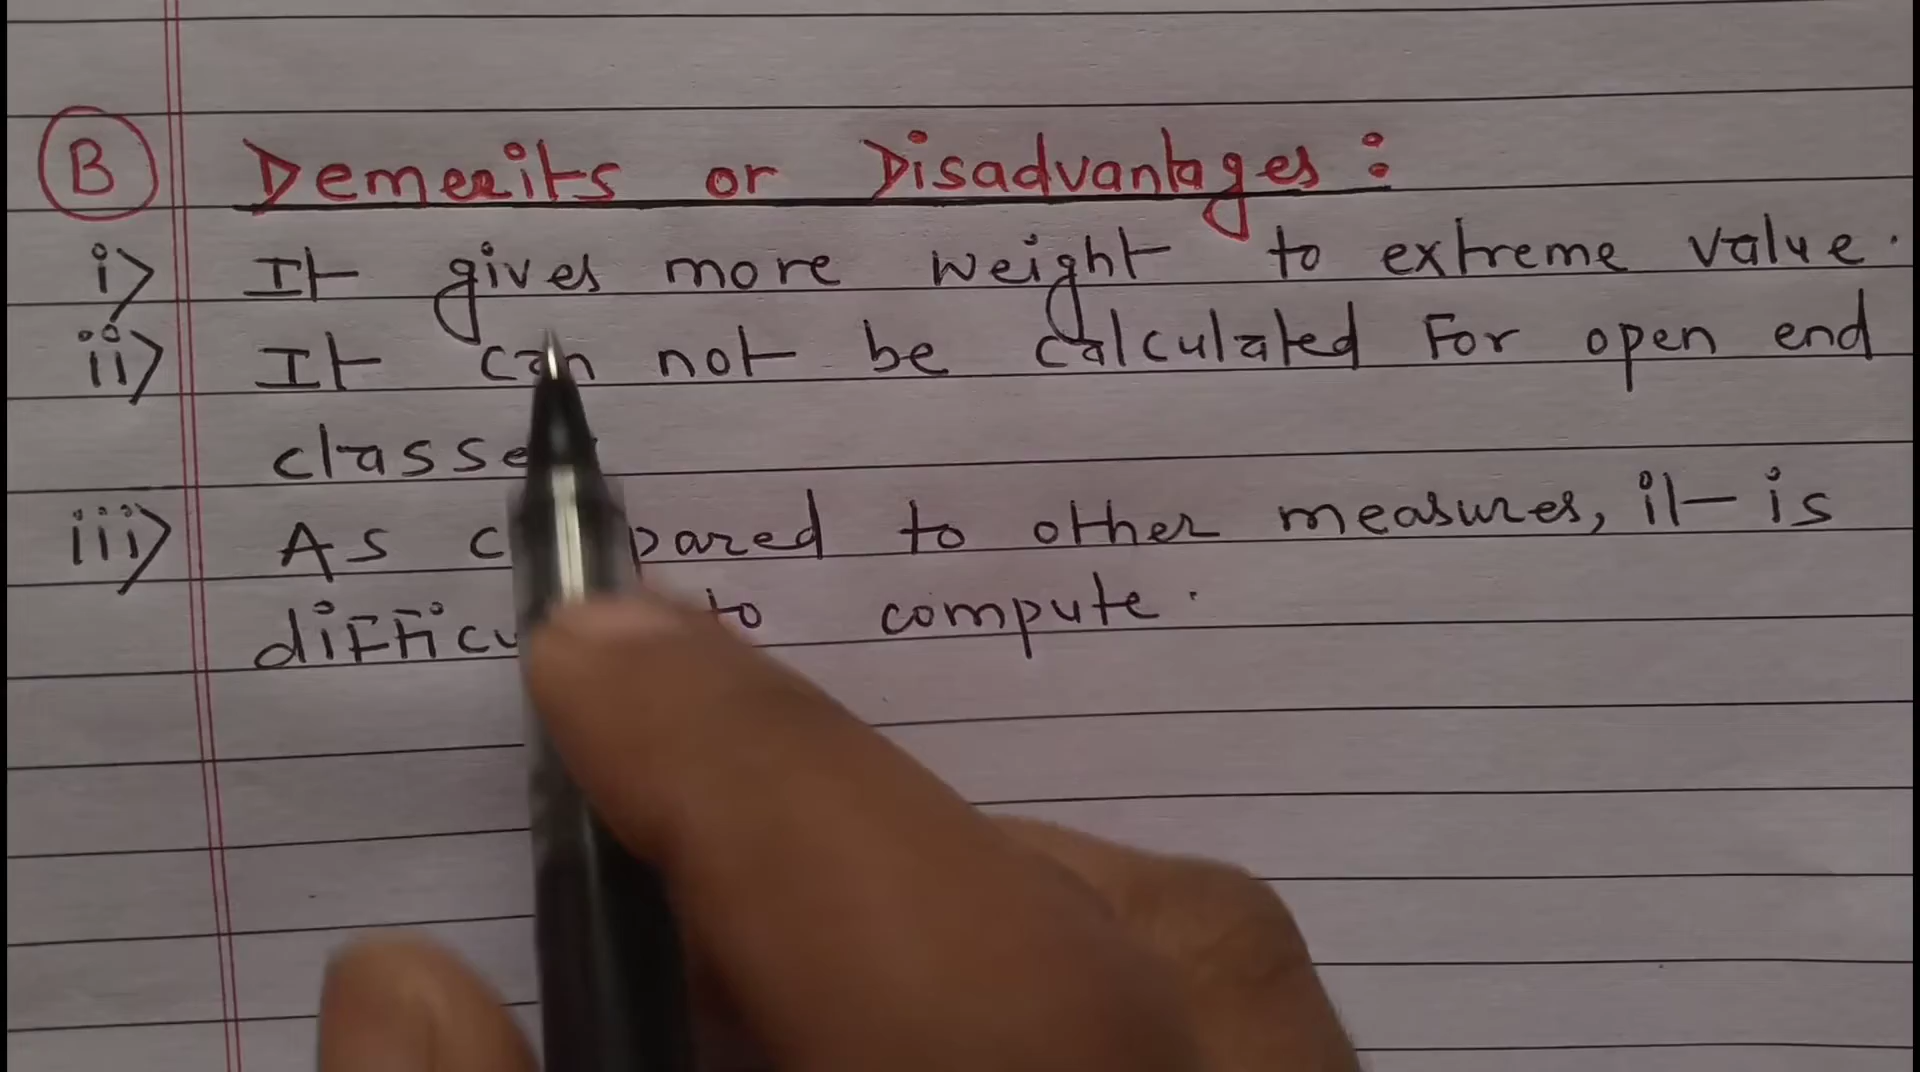 B Demerits or Disadvantages:
i) It gives more weight to extreme value.
ii) It can not be calculated For open end
classe
iii) As c pared to other measures, it is
difficu to compute.